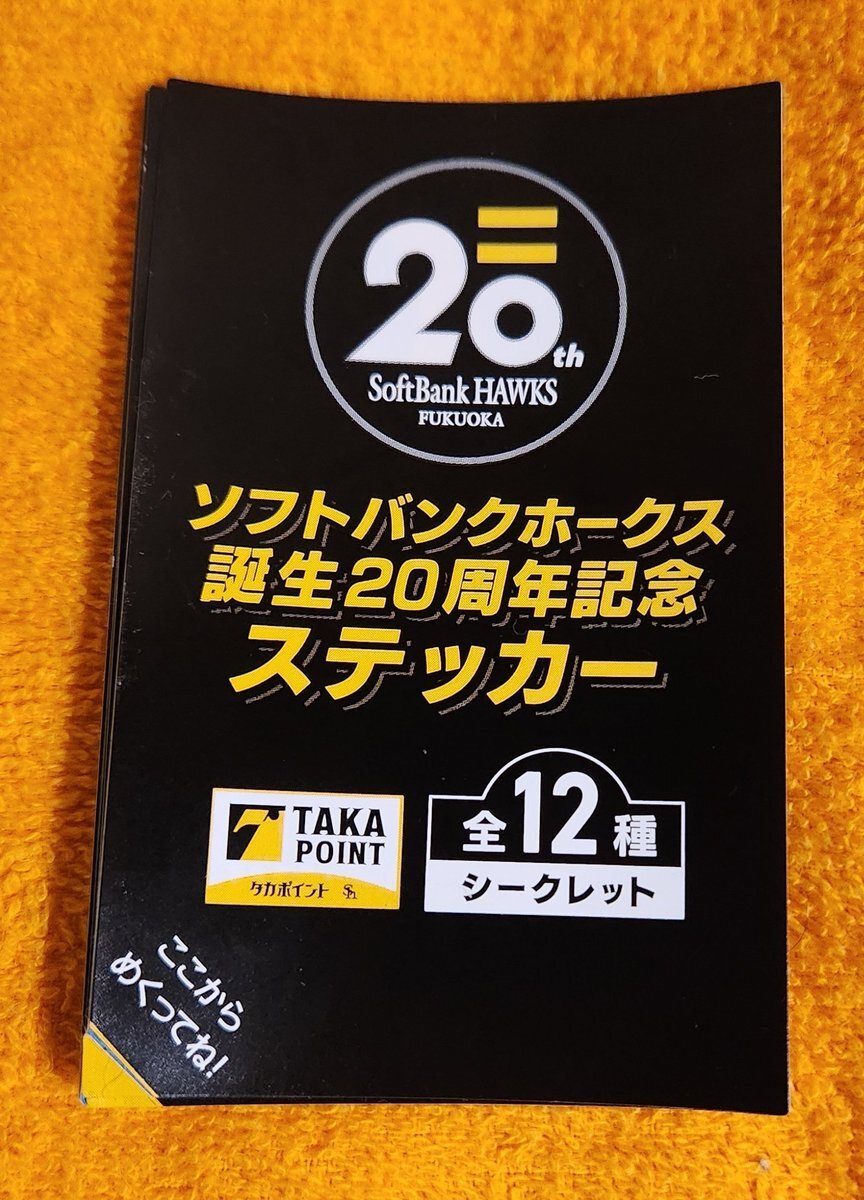 20th
SoftBank HAWKS
FUKUOKA
ソフトバンクホークス
誕生20周年記念
ステッカー
TAKA
POINT
タカポイント
全12種
シークレット
ここから
めくってね!